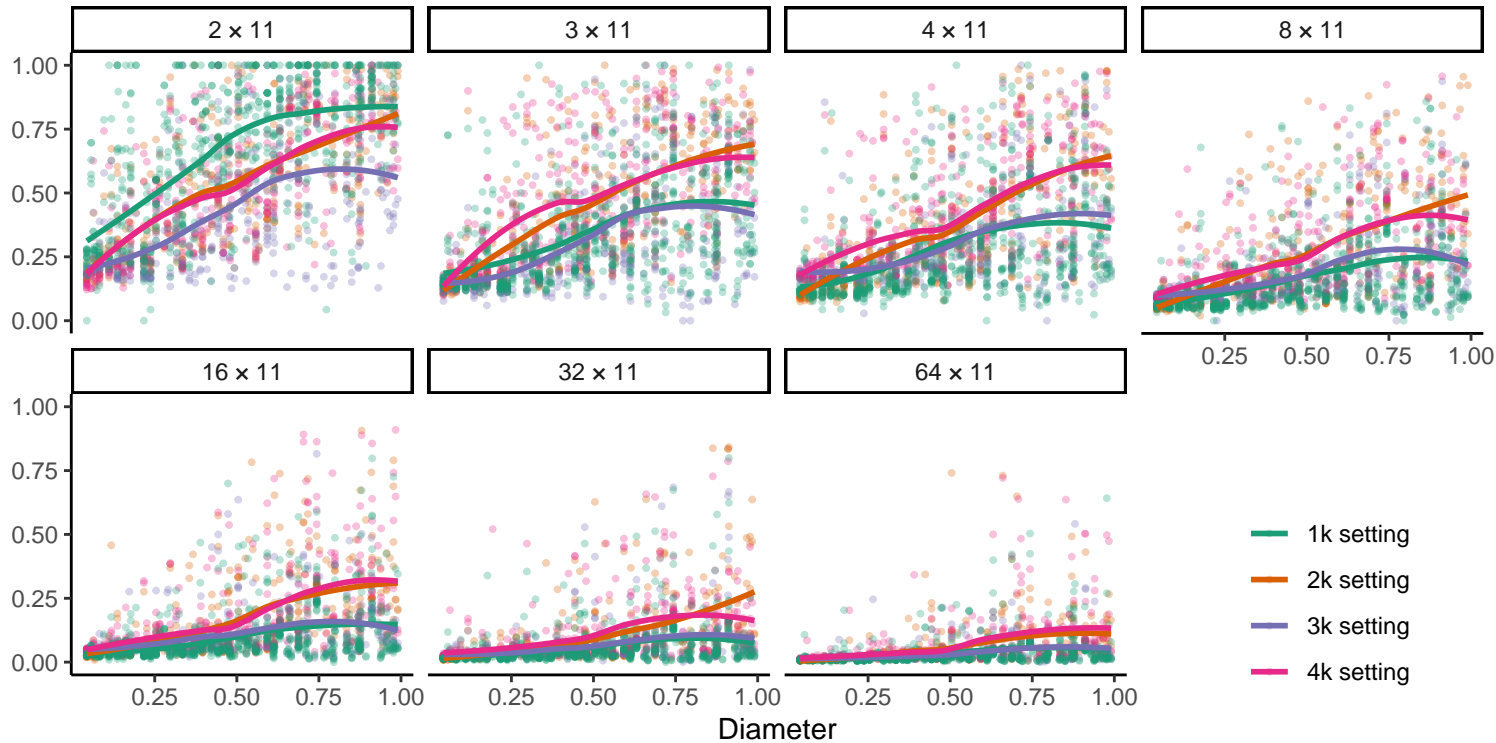 2 × 11
3 × 11
4 × 11
8 × 11
1.00
0.75
0.50
0.25
0.00
0.25 0.50 0.75 1.00
16 × 11
32 × 11
64 × 11
1.00
0.75
0.50
0.25
0.00
0.25 0.50 0.75 1.00
0.25 0.50 0.75 1.00
0.25 0.50 0.75 1.00
Diameter
1k setting
2k setting
3k setting
4k setting